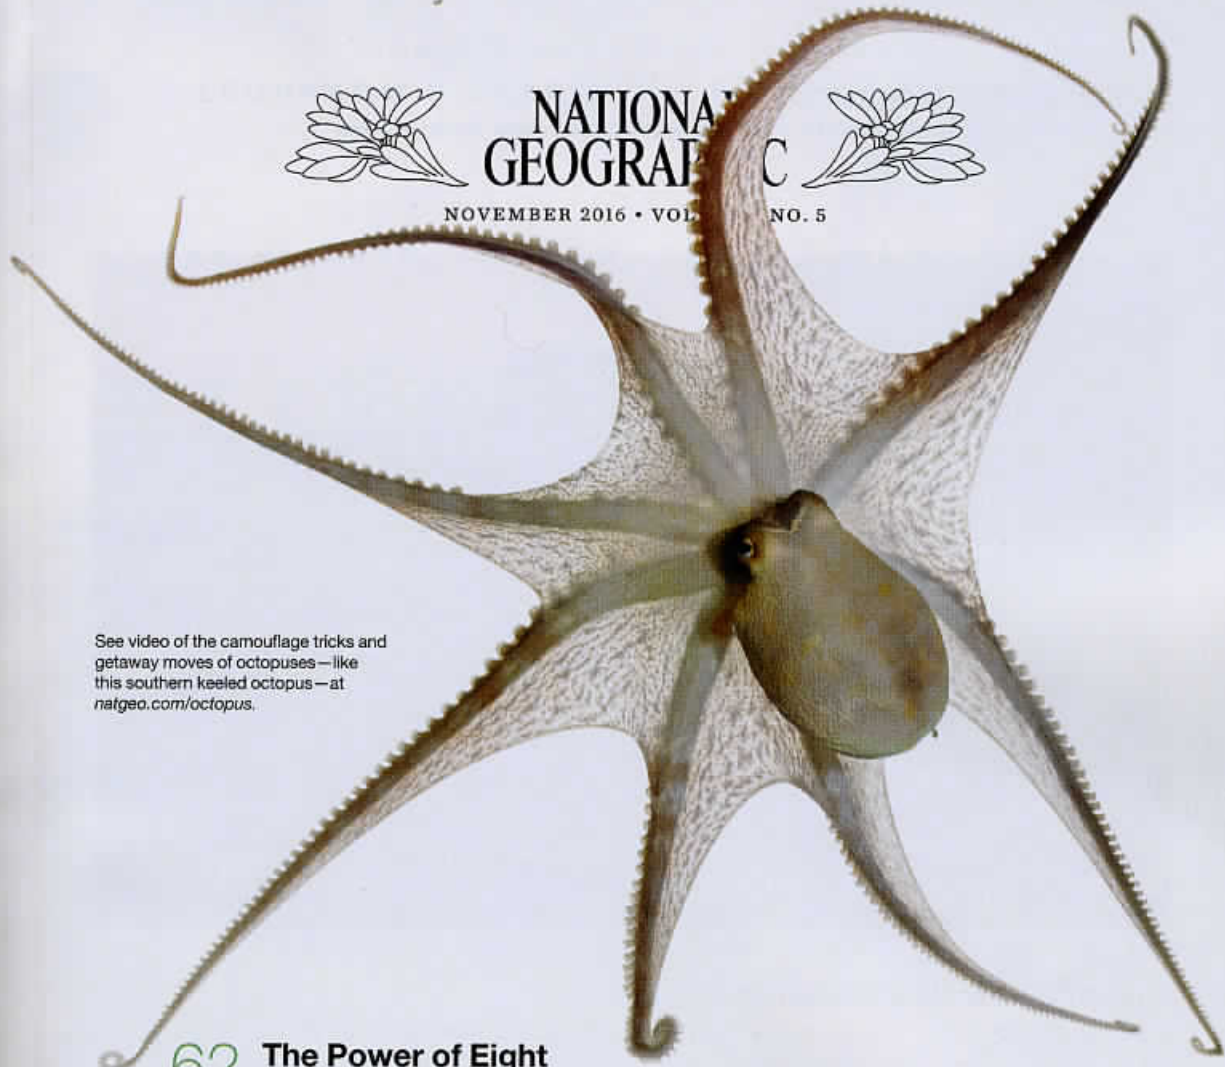 NATIONA
GEOGRA C
NOVEMBER 2016 • VOL NO. 5
See video of the camouflage tricks and
getaway moves of octopuses—like
this southern keeled octopus—at
natgeo.com/octopus.
62 The Power of Eight